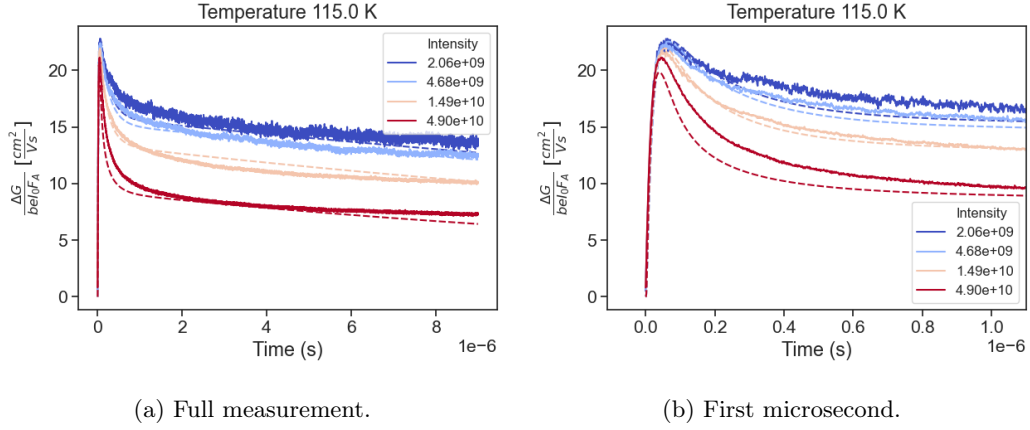 Temperature 115.0 K
ΔG / beI₀F_A [cm² / Vs]
20
15
10
5
0
Intensity
2.06e+09
4.68e+09
1.49e+10
4.90e+10
0
2
4
6
8
1e−6
Time (s)
(a) Full measurement.
Temperature 115.0 K
ΔG / beI₀F_A [cm² / Vs]
20
15
10
5
0
Intensity
2.06e+09
4.68e+09
1.49e+10
4.90e+10
0.0
0.2
0.4
0.6
0.8
1.0
1e−6
Time (s)
(b) First microsecond.